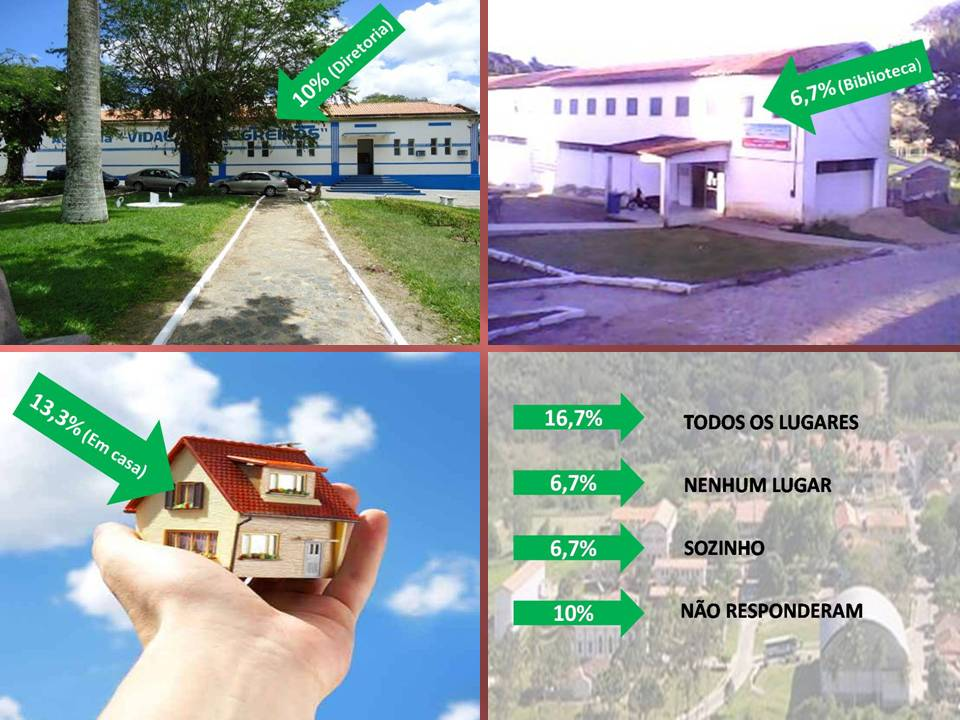 10% (Diretoria)
"VIDAL
6,7% (Biblioteca)
13,3% (Em casa)
16,7% TODOS OS LUGARES
6,7% NENHUM LUGAR
6,7% SOZINHO
10% NÃO RESPONDERAM